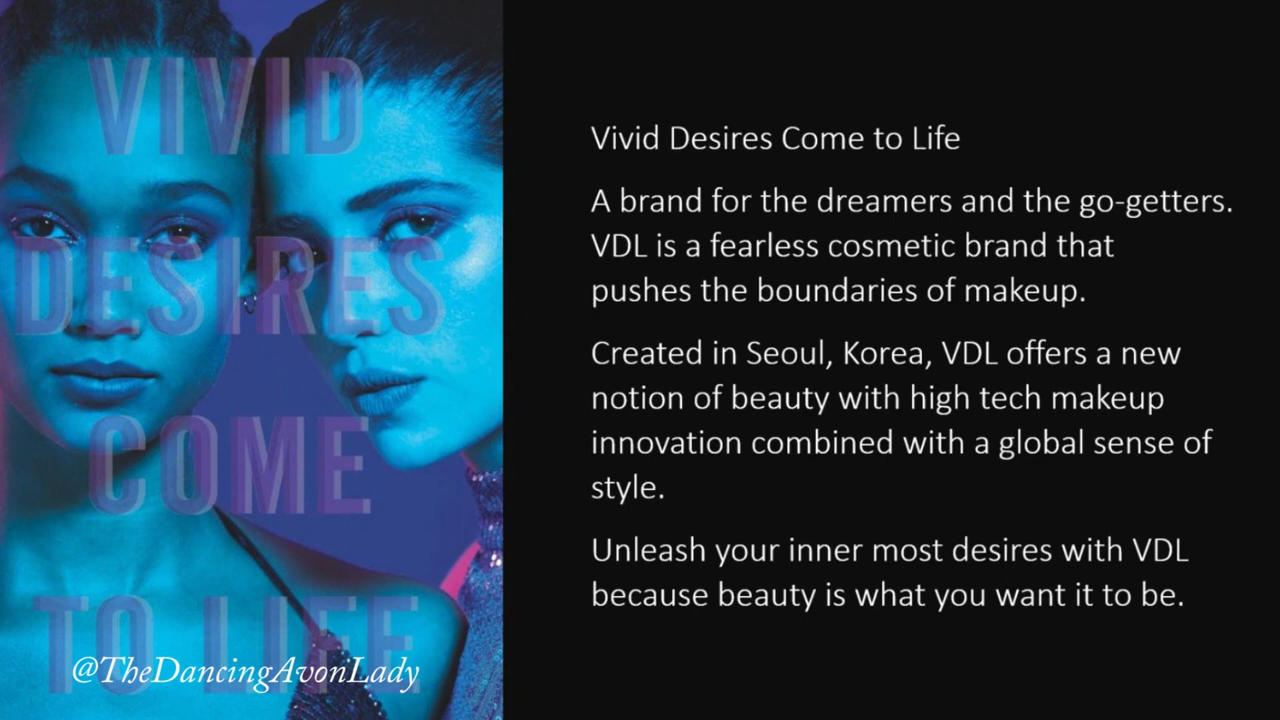 VIVID
DESIRES
COME
TO LIFE
@TheDancingAvonLady
Vivid Desires Come to Life
A brand for the dreamers and the go-getters.
VDL is a fearless cosmetic brand that
pushes the boundaries of makeup.
Created in Seoul, Korea, VDL offers a new
notion of beauty with high tech makeup
innovation combined with a global sense of
style.
Unleash your inner most desires with VDL
because beauty is what you want it to be.